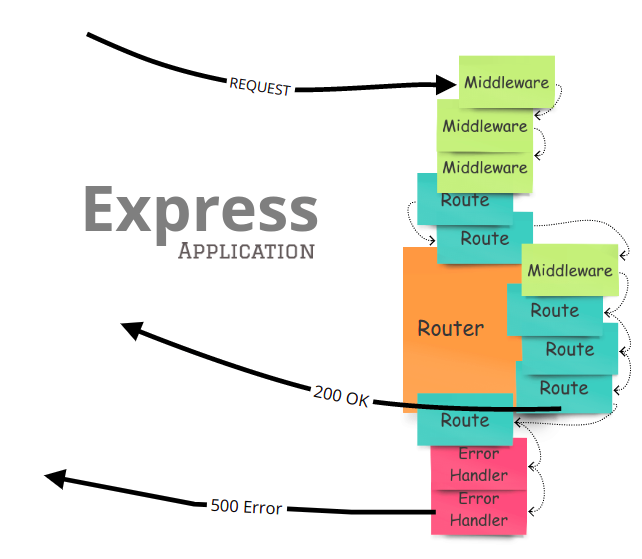 REQUEST
Middleware
Middleware
Middleware
Route
Route
Express
APPLICATION
Middleware
Route
Router
Route
Route
200 OK
Route
Error
Handler
Error
Handler
500 Error